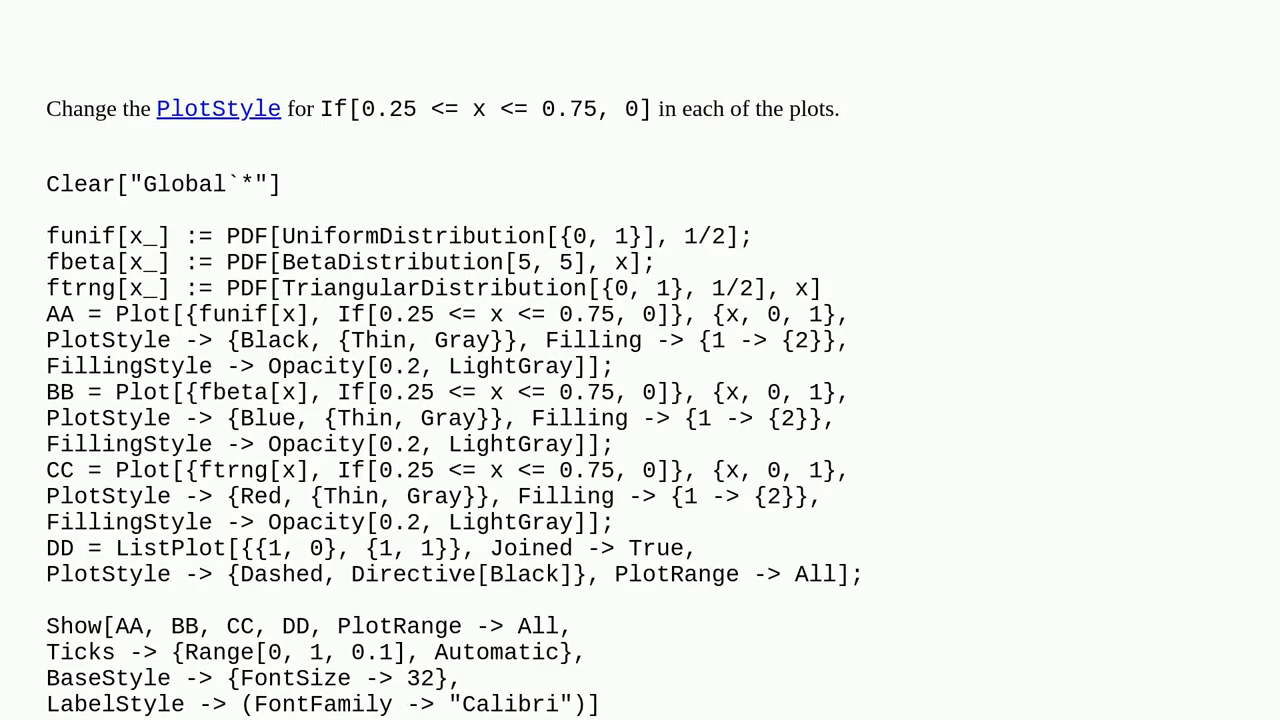 Change the PlotStyle for If[0.25 <= x <= 0.75, 0] in each of the plots.
Clear["Global`*"]
funif[x_] := PDF[UniformDistribution[{0, 1}], 1/2];
fbeta[x_] := PDF[BetaDistribution[5, 5], x];
ftrng[x_] := PDF[TriangularDistribution[{0, 1}, 1/2], x]
AA = Plot[{funif[x], If[0.25 <= x <= 0.75, 0]}, {x, 0, 1},
PlotStyle -> {Black, {Thin, Gray}}, Filling -> {1 -> {2}},
FillingStyle -> Opacity[0.2, LightGray]];
BB = Plot[{fbeta[x], If[0.25 <= x <= 0.75, 0]}, {x, 0, 1},
PlotStyle -> {Blue, {Thin, Gray}}, Filling -> {1 -> {2}},
FillingStyle -> Opacity[0.2, LightGray]];
CC = Plot[{ftrng[x], If[0.25 <= x <= 0.75, 0]}, {x, 0, 1},
PlotStyle -> {Red, {Thin, Gray}}, Filling -> {1 -> {2}},
FillingStyle -> Opacity[0.2, LightGray]];
DD = ListPlot[{{1, 0}, {1, 1}}, Joined -> True,
PlotStyle -> {Dashed, Directive[Black]}, PlotRange -> All];
Show[AA, BB, CC, DD, PlotRange -> All,
Ticks -> {Range[0, 1, 0.1], Automatic},
BaseStyle -> {FontSize -> 32},
LabelStyle -> (FontFamily -> "Calibri")]